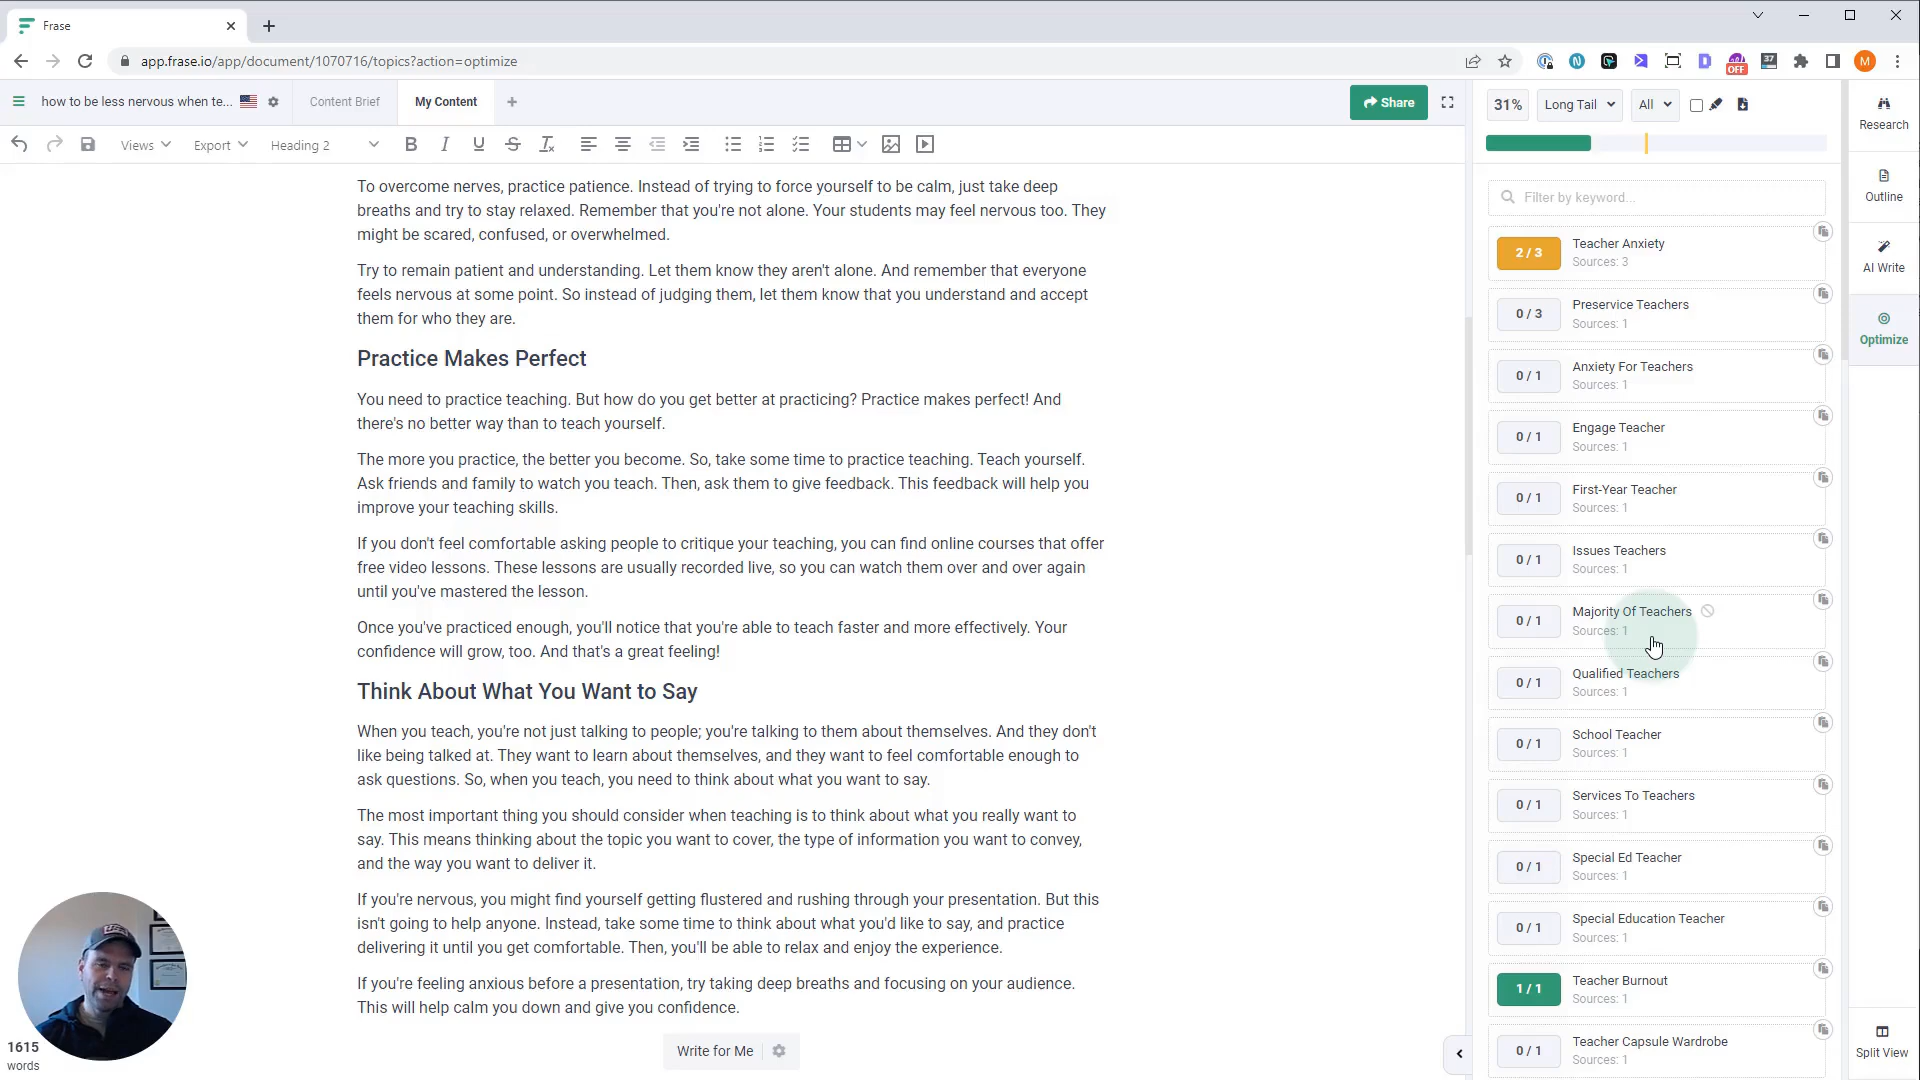 Frase
app.frase.io/app/document/1070716/topics?action=optimize
OFF
37
M
how to be less nervous when te...
Content Brief
My Content
Share
31%
Long Tail
All
Research
Views
Export
Heading 2
To overcome nerves, practice patience. Instead of trying to force yourself to be calm, just take deep
breaths and try to stay relaxed. Remember that you're not alone. Your students may feel nervous too. They
might be scared, confused, or overwhelmed.
Try to remain patient and understanding. Let them know they aren't alone. And remember that everyone
feels nervous at some point. So instead of judging them, let them know that you understand and accept
them for who they are.
Practice Makes Perfect
You need to practice teaching. But how do you get better at practicing? Practice makes perfect! And
there's no better way than to teach yourself.
The more you practice, the better you become. So, take some time to practice teaching. Teach yourself.
Ask friends and family to watch you teach. Then, ask them to give feedback. This feedback will help you
improve your teaching skills.
If you don't feel comfortable asking people to critique your teaching, you can find online courses that offer
free video lessons. These lessons are usually recorded live, so you can watch them over and over again
until you've mastered the lesson.
Once you've practiced enough, you'll notice that you're able to teach faster and more effectively. Your
confidence will grow, too. And that's a great feeling!
Think About What You Want to Say
When you teach, you're not just talking to people; you're talking to them about themselves. And they don't
like being talked at. They want to learn about themselves, and they want to feel comfortable enough to
ask questions. So, when you teach, you need to think about what you want to say.
The most important thing you should consider when teaching is to think about what you really want to
say. This means thinking about the topic you want to cover, the type of information you want to convey,
and the way you want to deliver it.
If you're nervous, you might find yourself getting flustered and rushing through your presentation. But this
isn't going to help anyone. Instead, take some time to think about what you'd like to say, and practice
delivering it until you get comfortable. Then, you'll be able to relax and enjoy the experience.
If you're feeling anxious before a presentation, try taking deep breaths and focusing on your audience.
This will help calm you down and give you confidence.
1615
words
Write for Me
Filter by keyword...
2 / 3
Teacher Anxiety
Sources: 3
0 / 3
Preservice Teachers
Sources: 1
0 / 1
Anxiety For Teachers
Sources: 1
0 / 1
Engage Teacher
Sources: 1
0 / 1
First-Year Teacher
Sources: 1
0 / 1
Issues Teachers
Sources: 1
0 / 1
Majority Of Teachers
Sources: 1
0 / 1
Qualified Teachers
Sources: 1
0 / 1
School Teacher
Sources: 1
0 / 1
Services To Teachers
Sources: 1
0 / 1
Special Ed Teacher
Sources: 1
0 / 1
Special Education Teacher
Sources: 1
1 / 1
Teacher Burnout
Sources: 1
0 / 1
Teacher Capsule Wardrobe
Sources: 1
Outline
AI Write
Optimize
Split View